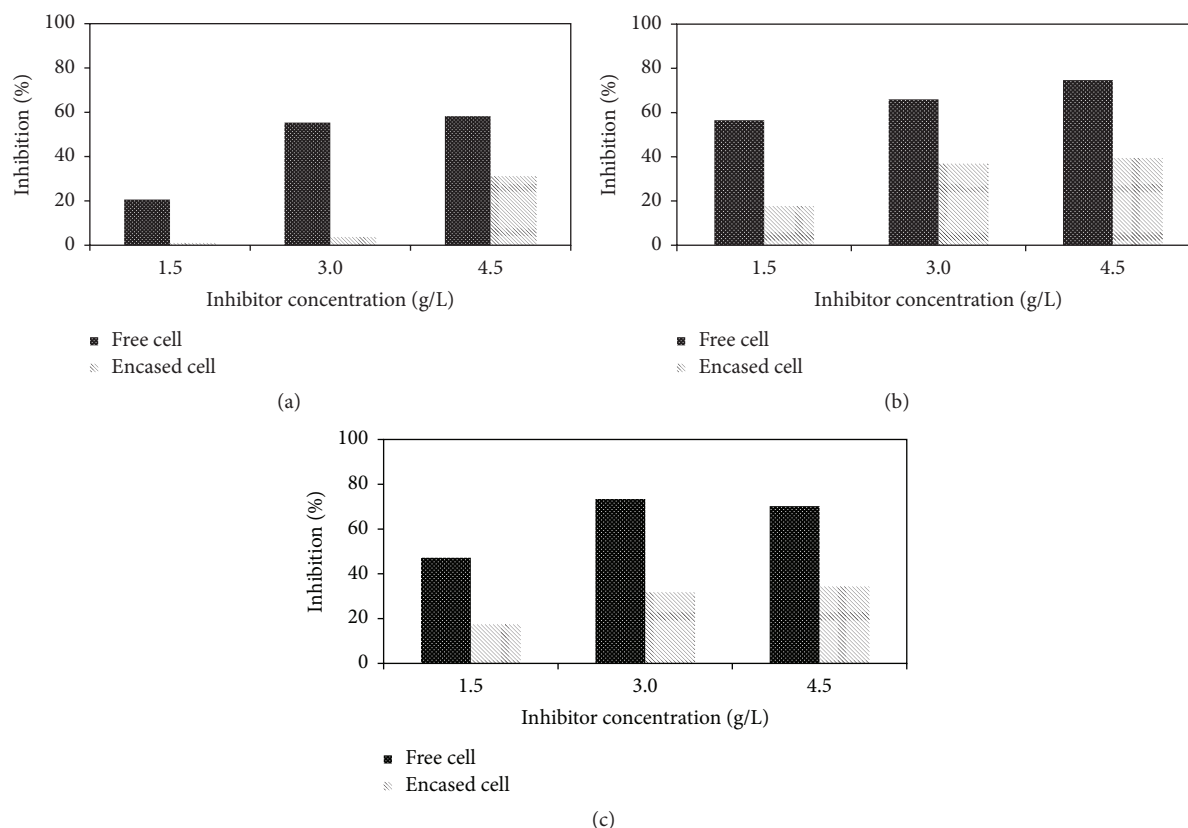 100
80
60
40
20
0
Inhibition (%)
1.5 3.0 4.5
Inhibitor concentration (g/L)
Free cell
Encased cell
(a)
100
80
60
40
20
0
Inhibition (%)
1.5 3.0 4.5
Inhibitor concentration (g/L)
Free cell
Encased cell
(b)
100
80
60
40
20
0
Inhibition (%)
1.5 3.0 4.5
Inhibitor concentration (g/L)
Free cell
Encased cell
(c)